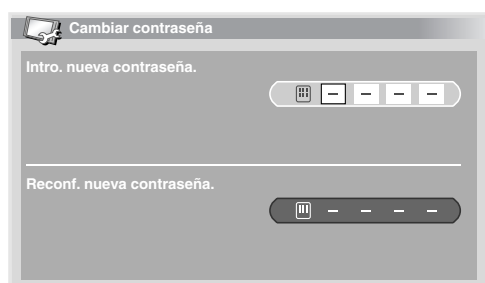 Cambiar contraseña
Intro. nueva contraseña.
– – – –
Reconf. nueva contraseña.
– – – –